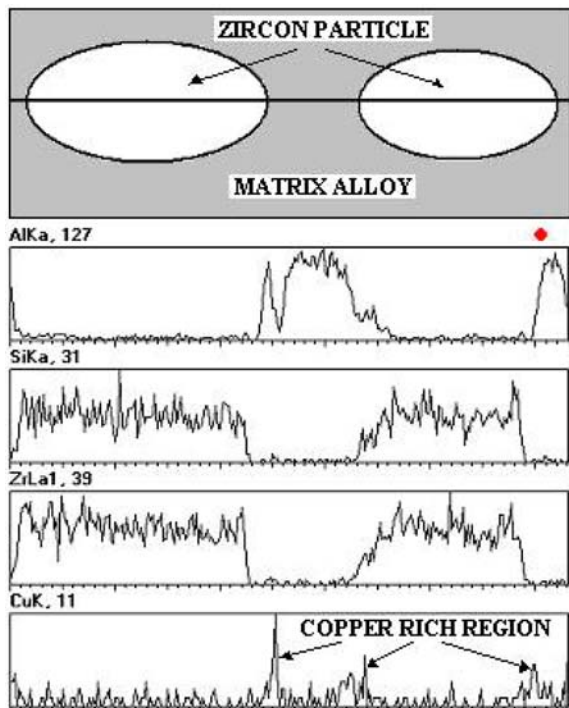 ZIRCON PARTICLE
MATRIX ALLOY
AlKa, 127
SiKa, 31
ZrLa1, 39
CuK, 11
COPPER RICH REGION